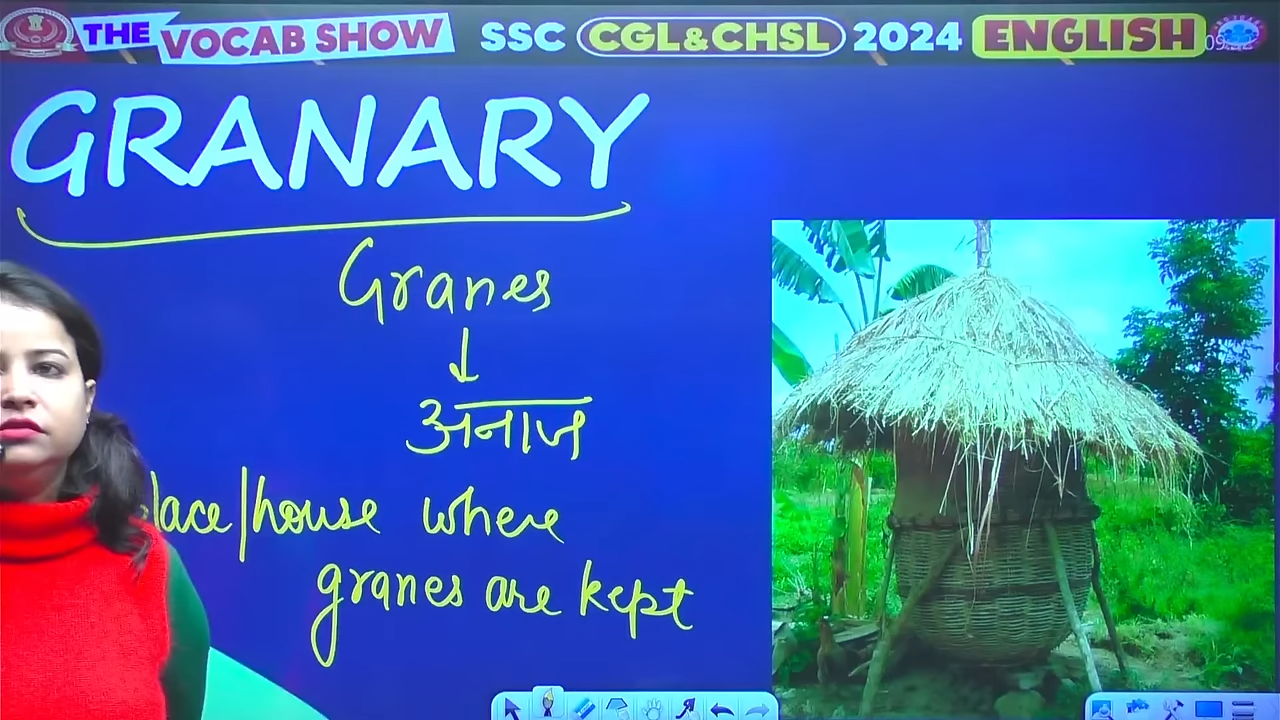 THE VOCAB SHOW SSC CGL&CHSL 2024 ENGLISH
GRANARY
Granes
अनाज
lace/house where
granes are kept